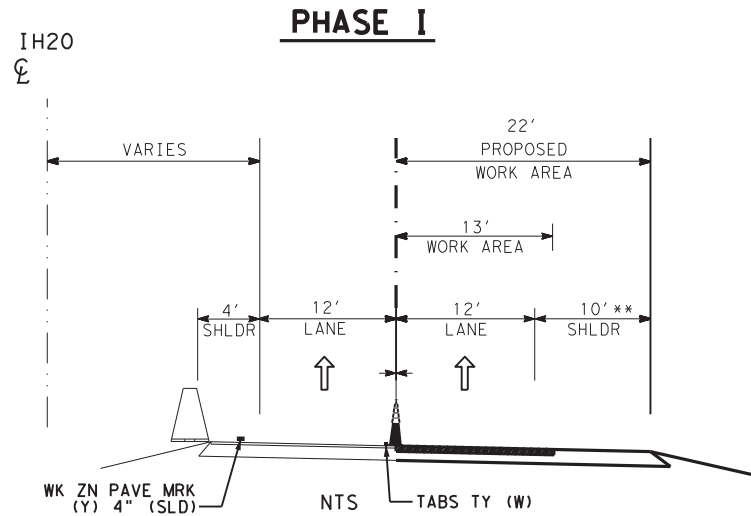 PHASE I
IH20
℄
VARIES
22'
PROPOSED
WORK AREA
13'
WORK AREA
4'
SHLDR
12'
LANE
12'
LANE
10' **
SHLDR
WK ZN PAVE MRK
(Y) 4" (SLD)
NTS
TABS TY (W)